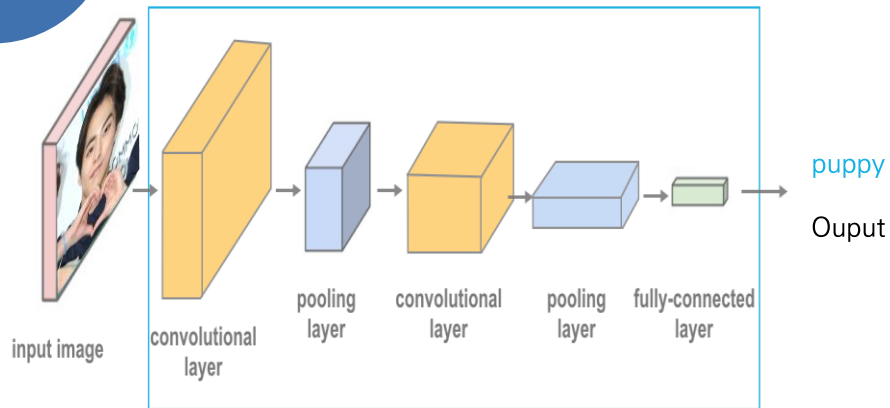 puppy
Ouput
input image
convolutional
layer
pooling
layer
convolutional
layer
pooling
layer
fully-connected
layer